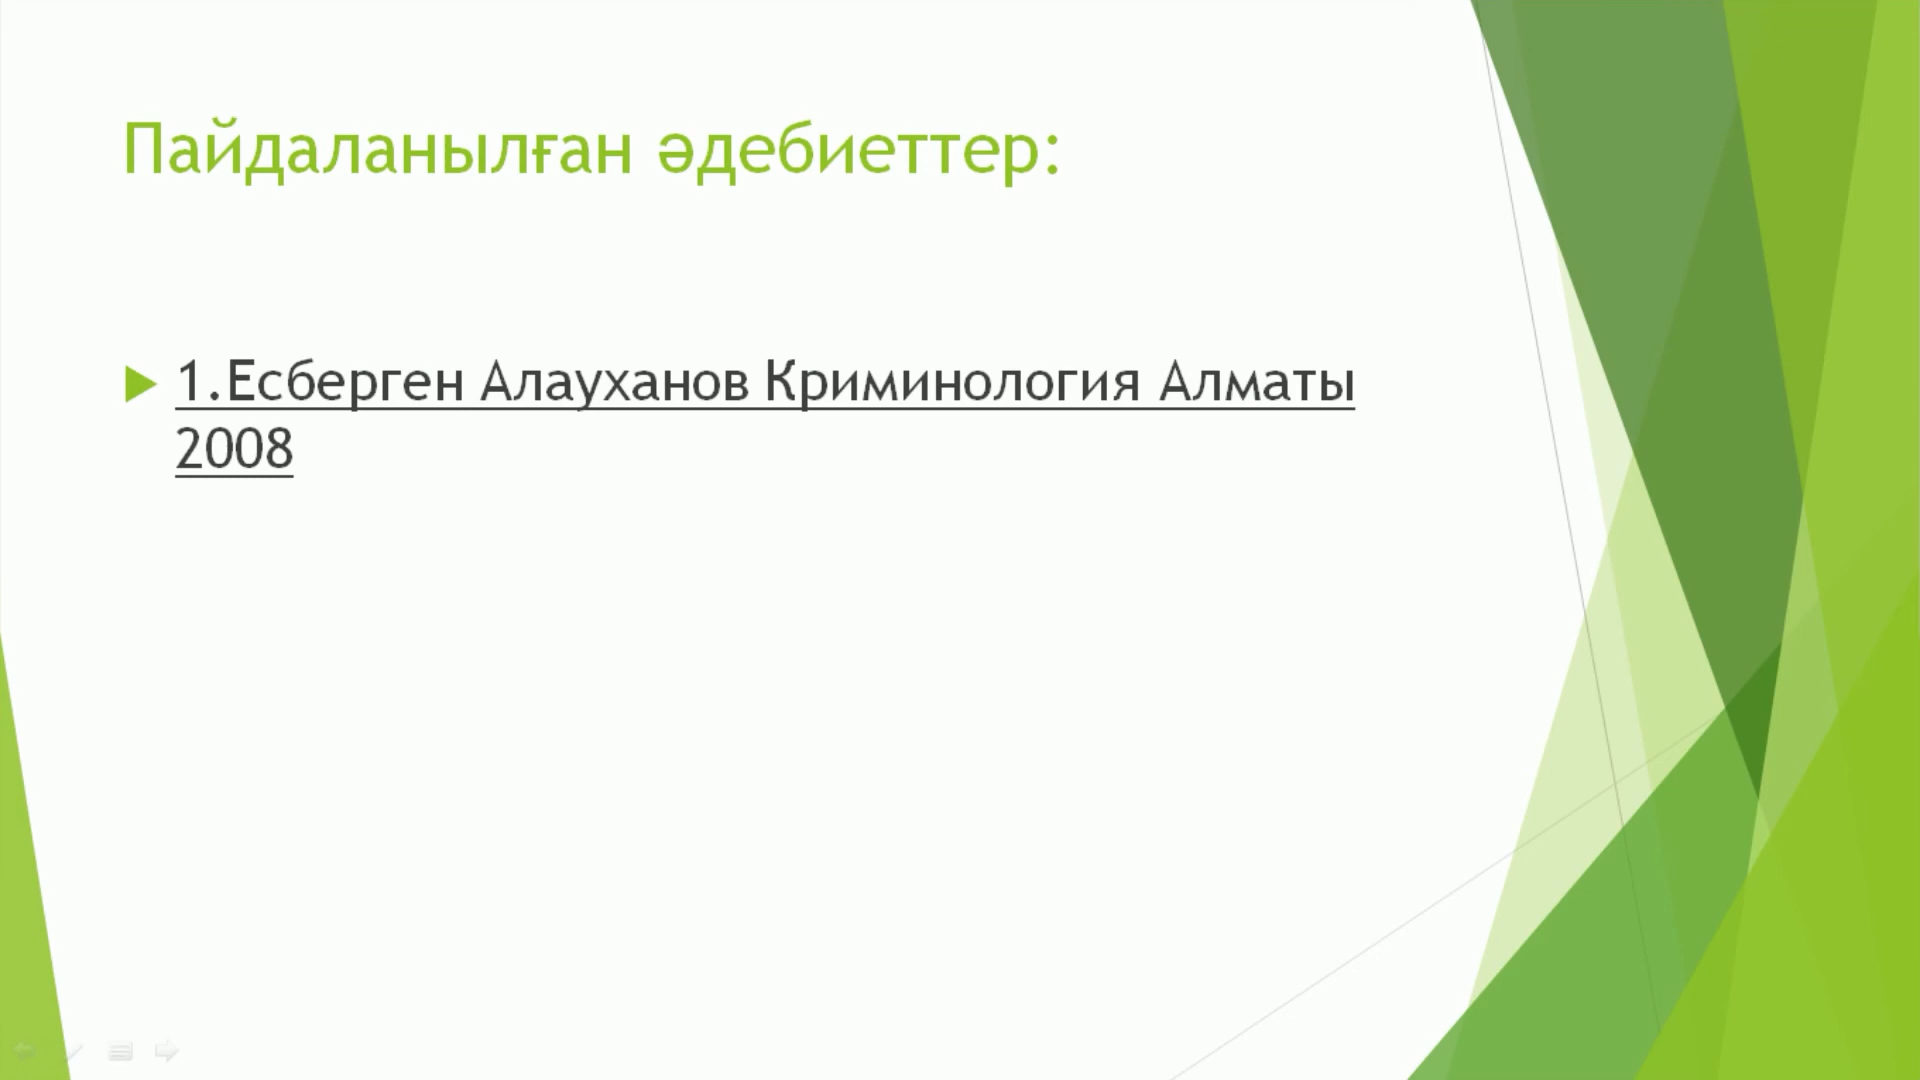 Пайдаланылған әдебиеттер:
1.Есберген Алауханов Криминология Алматы
2008